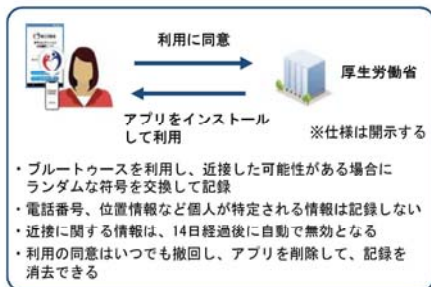 利用に同意
厚生労働省
アプリをインストール
して利用
※仕様は開示する
・ブルートゥースを利用し、近接した可能性がある場合に
ランダムな符号を交換して記録
・電話番号、位置情報など個人が特定される情報は記録しない
・近接に関する情報は、14日経過後に自動で無効となる
・利用の同意はいつでも撤回し、アプリを削除して、記録を
消去できる